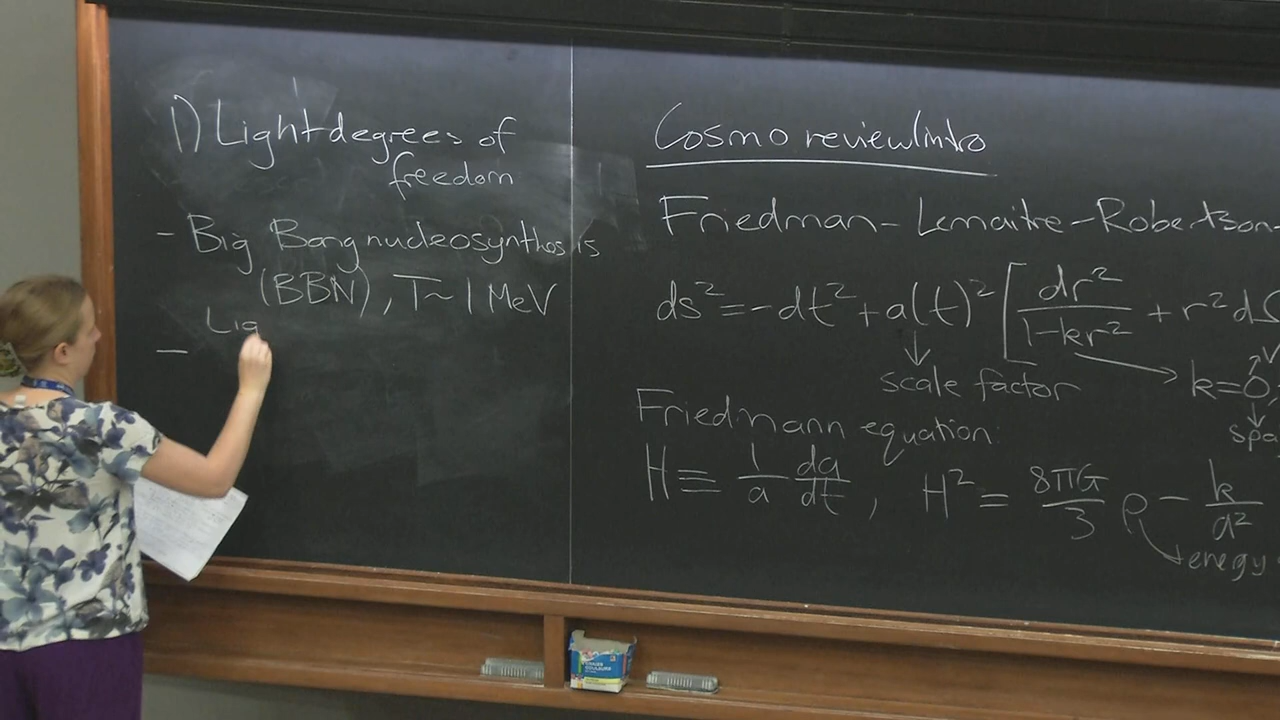 1) Light degrees of
freedom
- Big Bang nucleosynthesis
(BBN), T~1 MeV
Lig
-
Cosmo review/intro
Friedman-Lemaitre-Robertson-
ds² = -dt² + a(t)² [ dr²/1-kr² + r²dΩ
scale factor
k=0,
spa
Friedmann equation:
H ≡ 1/a da/dt , H² = 8πG/3 ρ - k/a²
energy